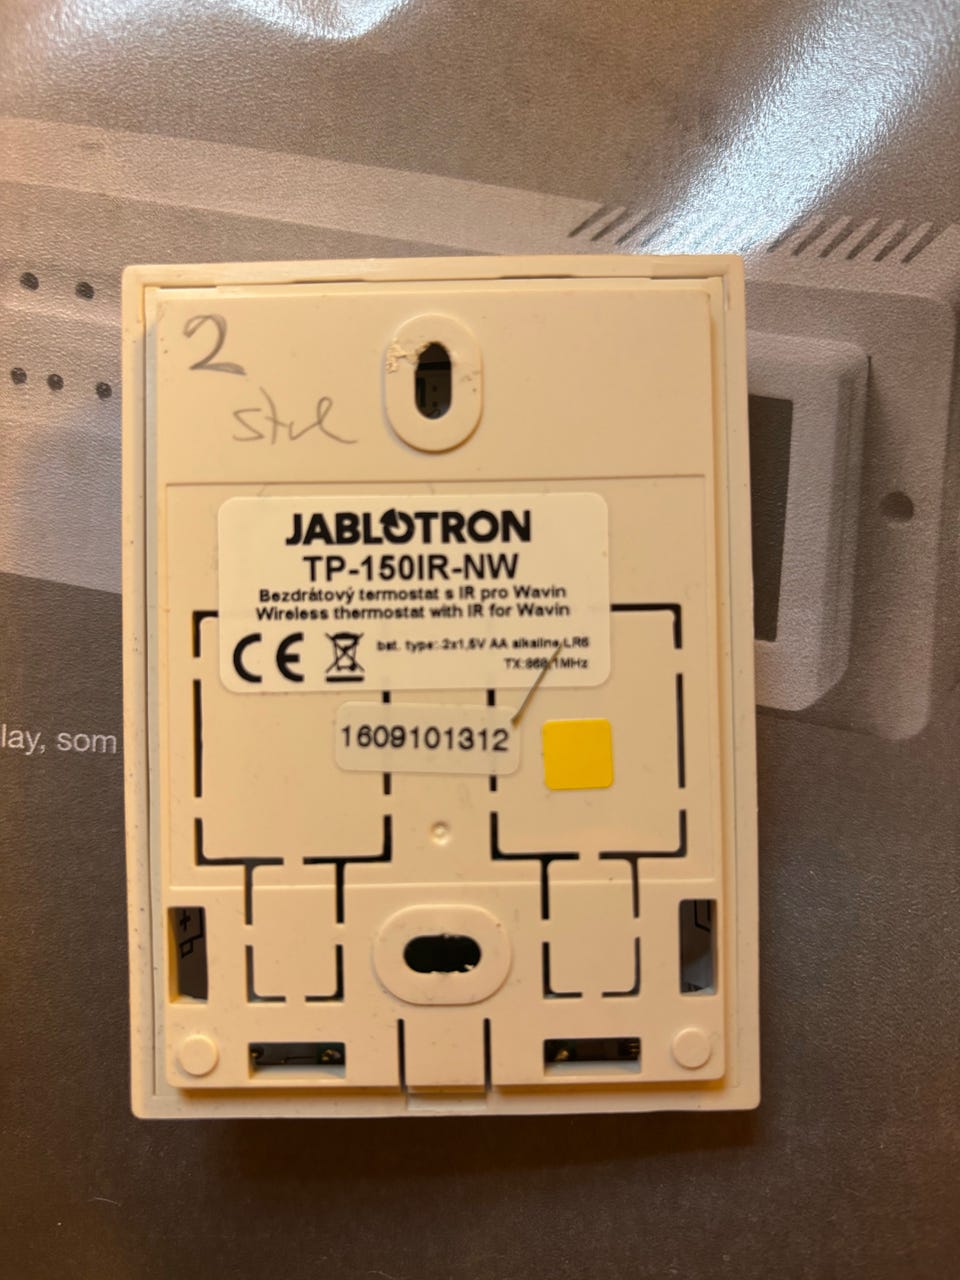 2
JABLOTRON
TP-150IR-NW
Bezdrátový termostat s IR pro Wavin
Wireless thermostat with IR for Wavin
CE
bat. type: 2x1,5V AA alkaline LR6
TX:868,1MHz
1609101312
lay, som